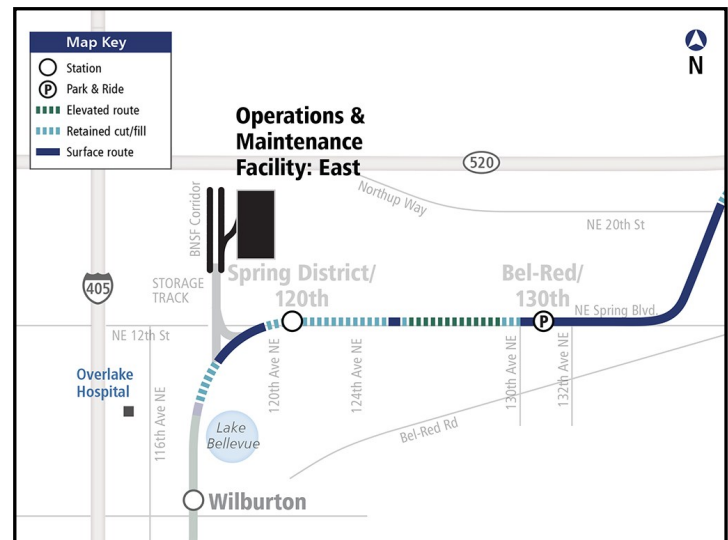 Map Key
Station
P Park & Ride
Elevated route
Retained cut/fill
Surface route
N
Operations &
Maintenance
Facility: East
520
Northup Way
NE 20th St
BNSF Corridor
405
STORAGE
TRACK
Spring District/
120th
Bel-Red/
130th
P
NE Spring Blvd.
NE 12th St
120th Ave NE
124th Ave NE
130th Ave NE
132th Ave NE
Overlake
Hospital
116th Ave NE
Lake
Bellevue
Bel-Red Rd
Wilburton